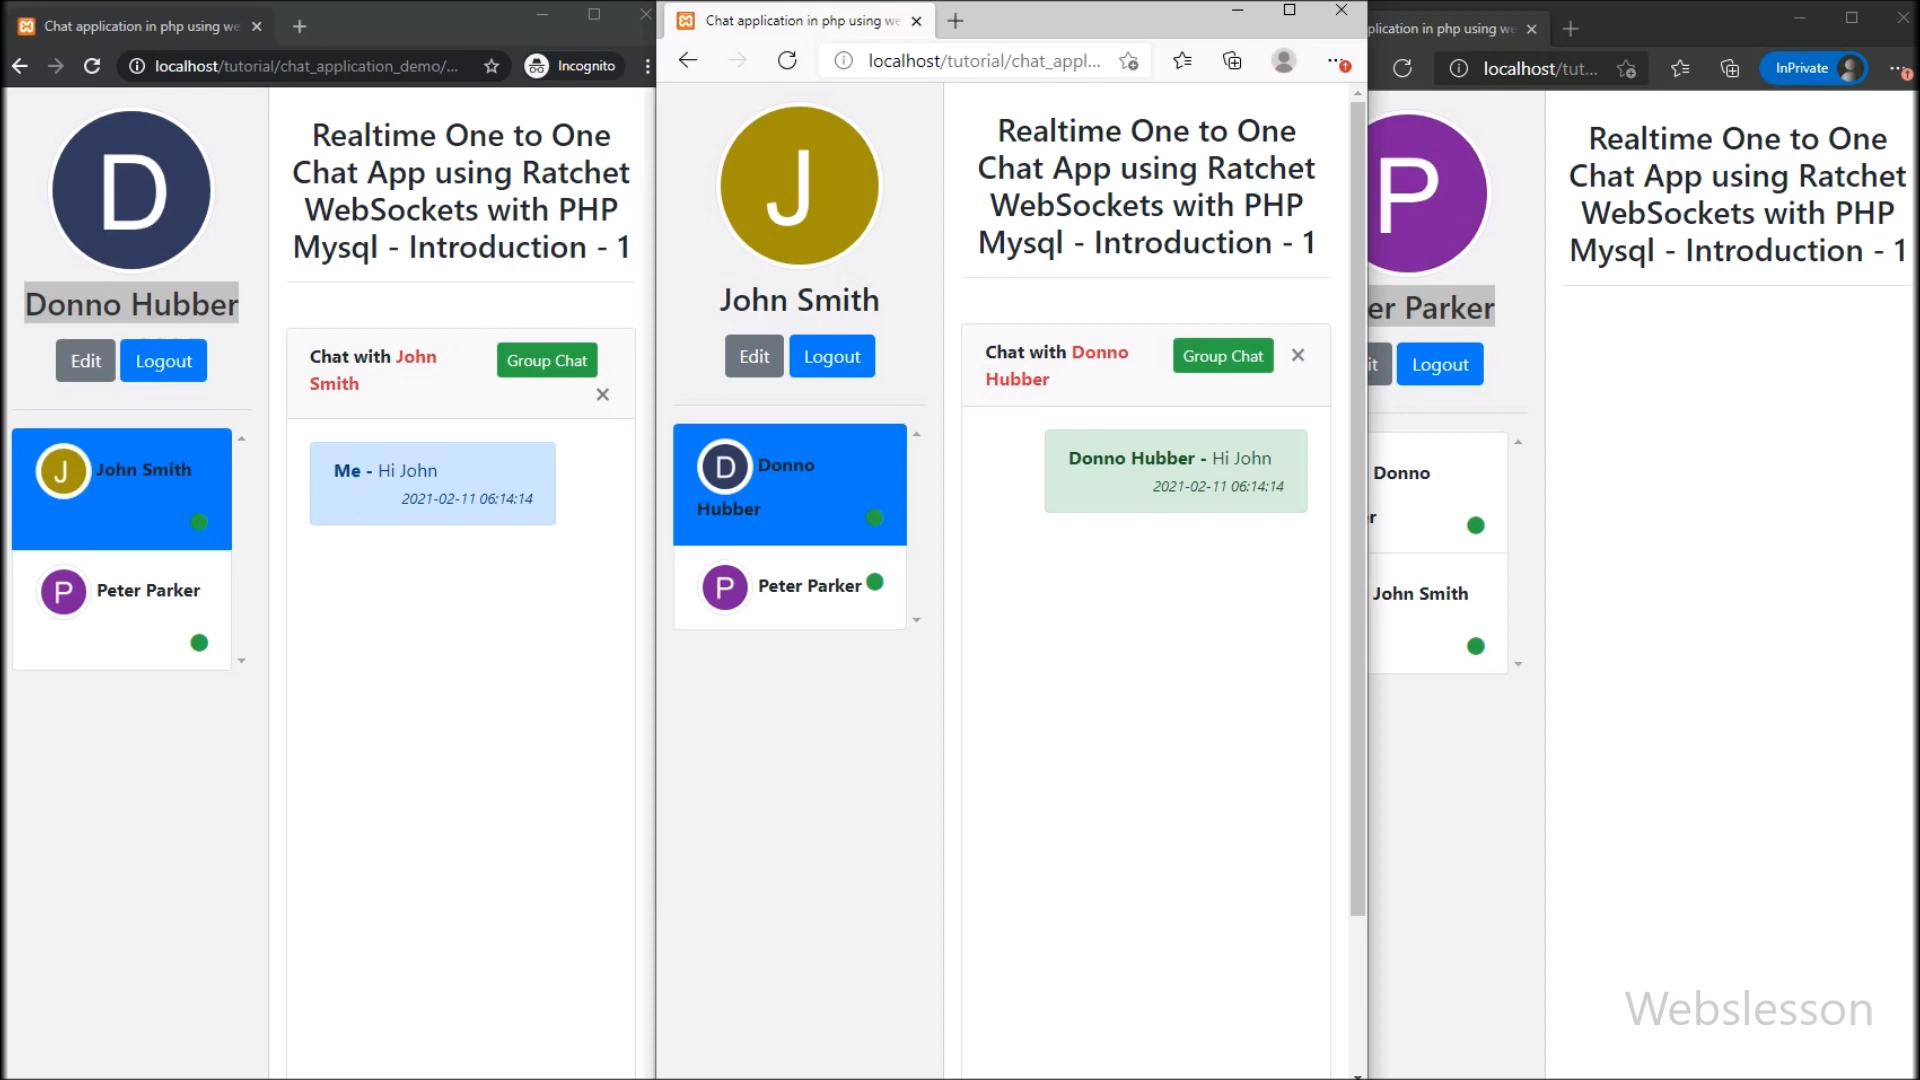 Chat application in php using we
localhost/tutorial/chat_application_demo/...
Incognito
D
Donno Hubber
Edit
Logout
J
John Smith
P
Peter Parker
Realtime One to One
Chat App using Ratchet
WebSockets with PHP
Mysql - Introduction - 1
Chat with John
Smith
Group Chat
Me - Hi John
2021-02-11 06:14:14
Chat application in php using we
localhost/tutorial/chat_appl...
J
John Smith
Edit
Logout
D
Donno
Hubber
P
Peter Parker
Realtime One to One
Chat App using Ratchet
WebSockets with PHP
Mysql - Introduction - 1
Chat with Donno
Hubber
Group Chat
Donno Hubber - Hi John
2021-02-11 06:14:14
plication in php using we
localhost/tut...
InPrivate
P
er Parker
it
Logout
Donno
r
John Smith
Realtime One to One
Chat App using Ratchet
WebSockets with PHP
Mysql - Introduction - 1
Webslesson